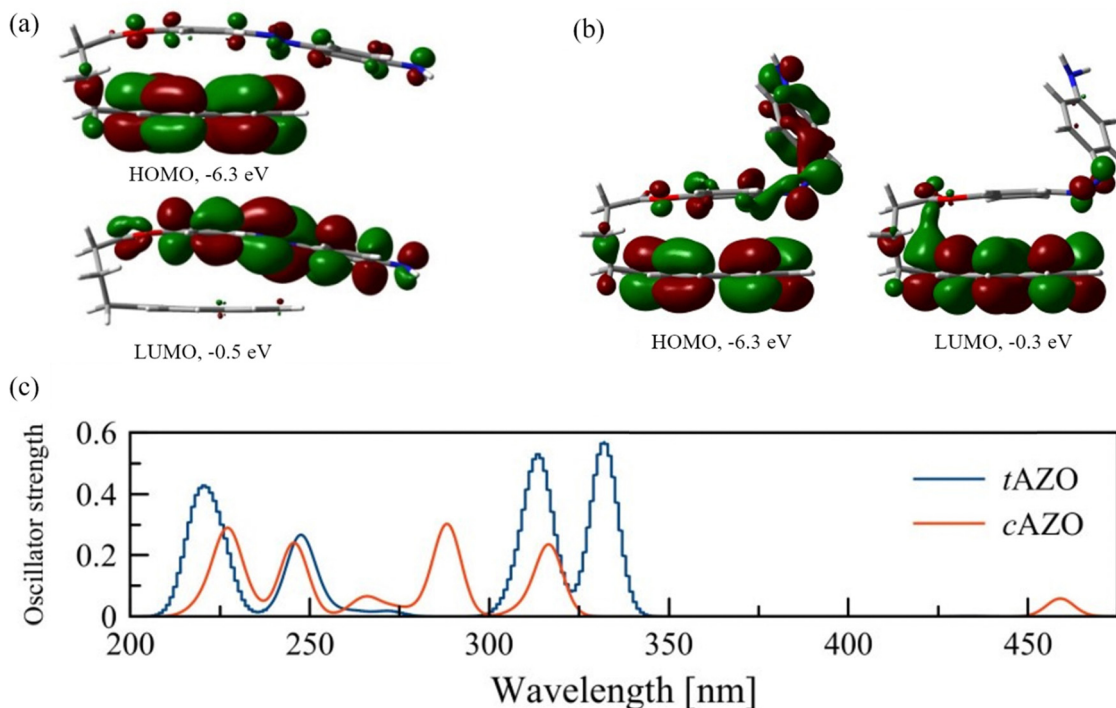 (a)
(b)
HOMO, -6.3 eV
LUMO, -0.5 eV
HOMO, -6.3 eV
LUMO, -0.3 eV
(c)
Oscillator strength
0.6
0.4
0.2
0
tAZO
cAZO
200
250
300
350
400
450
Wavelength [nm]